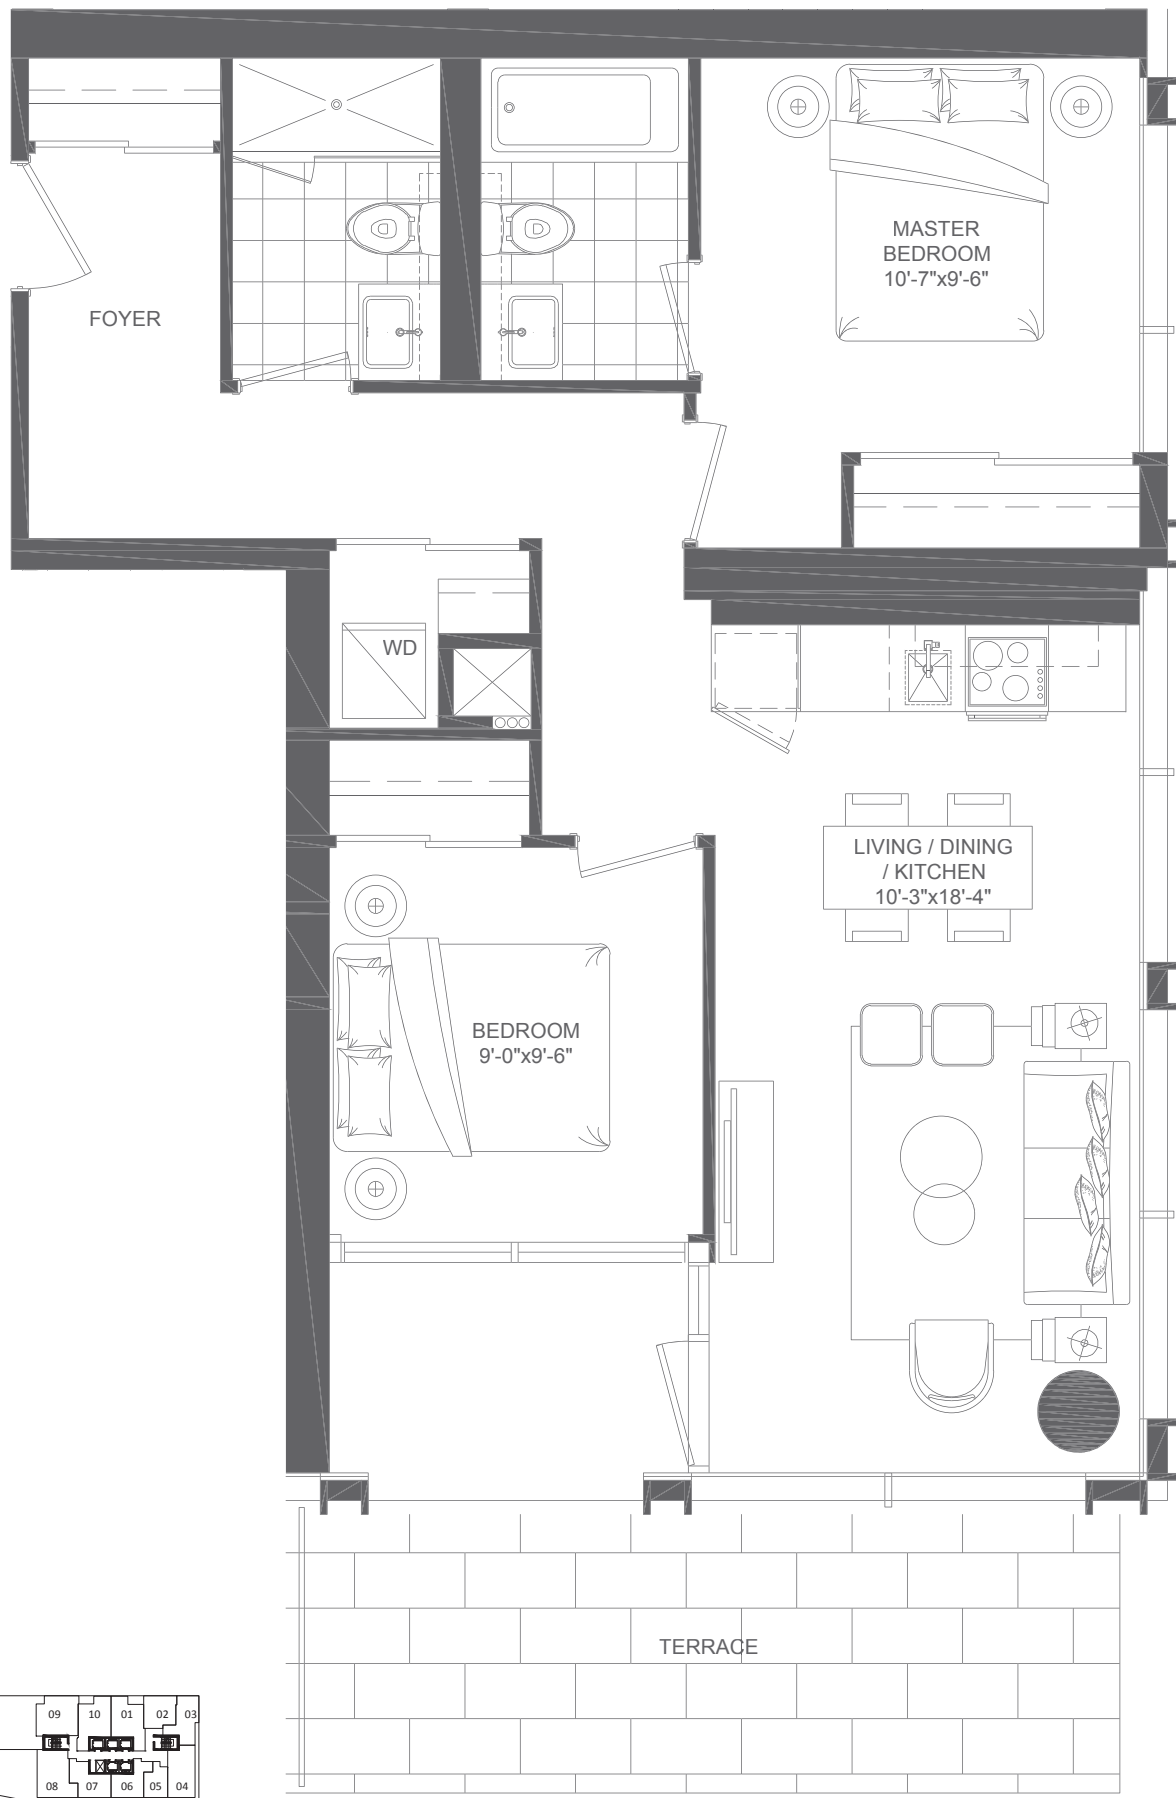 MASTER
BEDROOM
10'-7"x9'-6"
FOYER
WD
LIVING / DINING
/ KITCHEN
10'-3"x18'-4"
BEDROOM
9'-0"x9'-6"
TERRACE
09 10 01 02 03
08 07 06 05 04